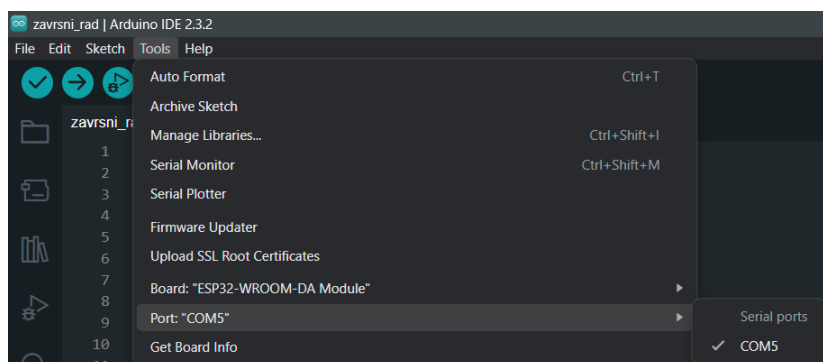 zavrsni_rad | Arduino IDE 2.3.2
File Edit Sketch Tools Help
zavrsni_ra
Auto Format Ctrl+T
Archive Sketch
Manage Libraries... Ctrl+Shift+I
Serial Monitor Ctrl+Shift+M
Serial Plotter
Firmware Updater
Upload SSL Root Certificates
Board: "ESP32-WROOM-DA Module"
Port: "COM5"
Get Board Info
Serial ports
COM5
1
2
3
4
5
6
7
8
9
10